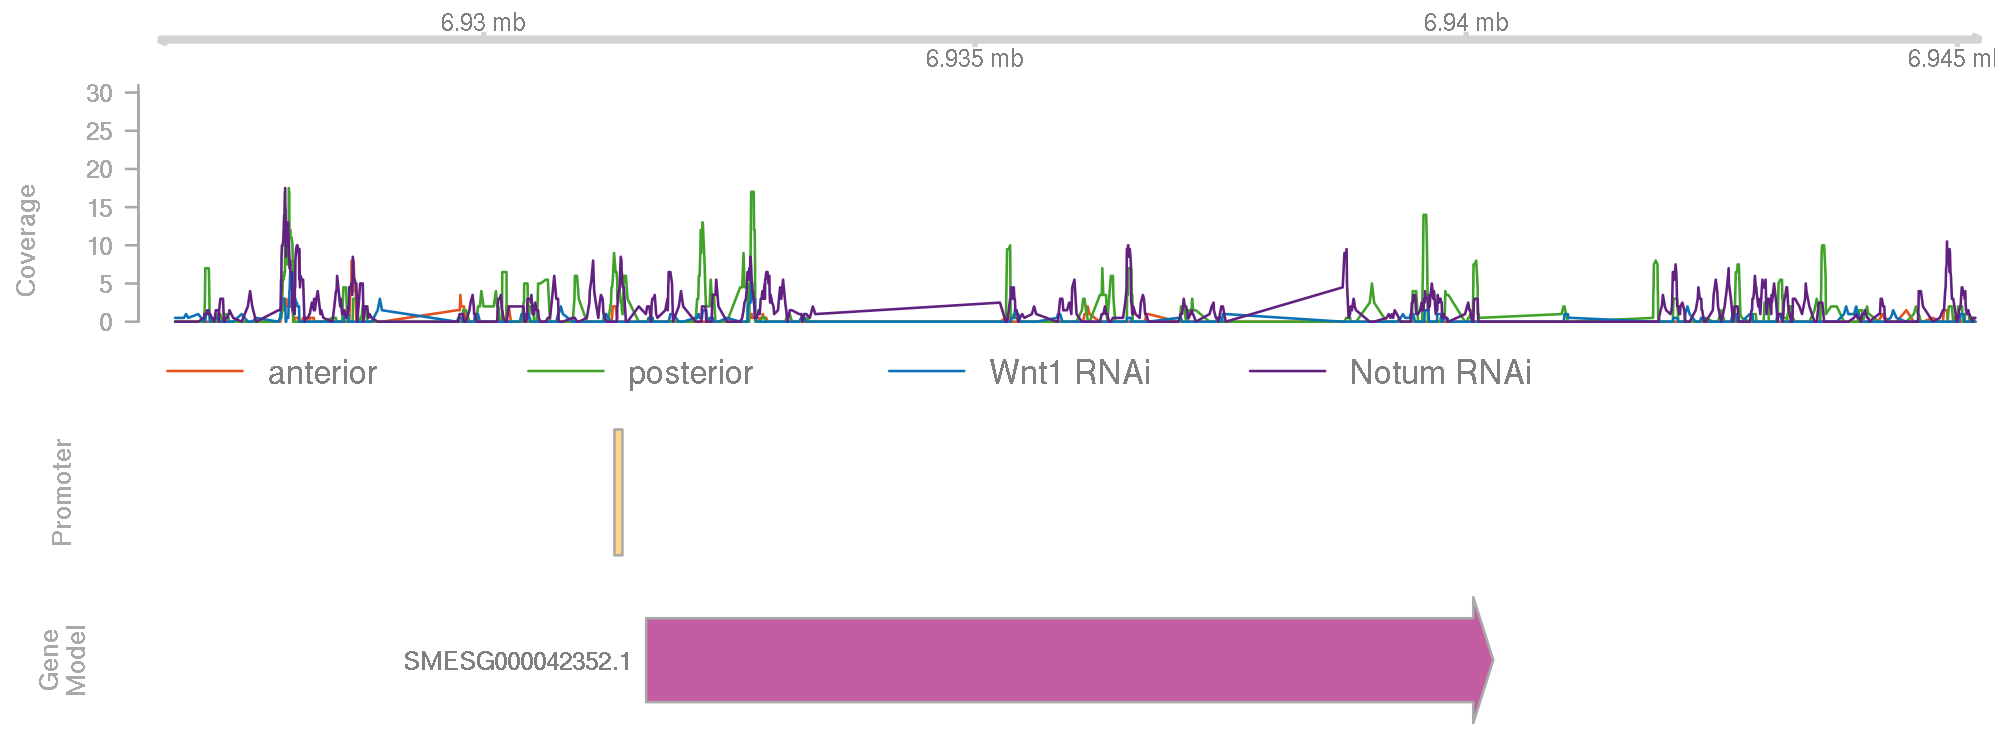 6.93 mb
6.94 mb
6.935 mb
6.945 ml
30
25
20
15
10
5
0
Coverage
anterior
posterior
Wnt1 RNAi
Notum RNAi
Promoter
Gene
Model
SMESG000042352.1